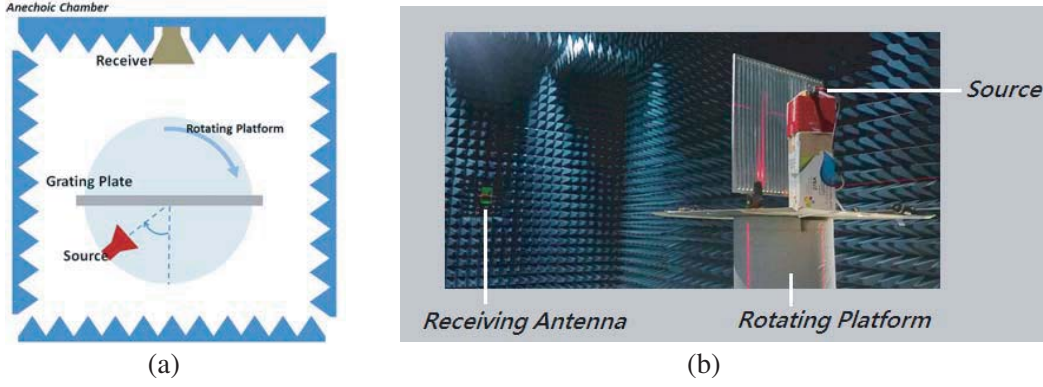 Anechoic Chamber
Receiver
Rotating Platform
Grating Plate
Source
Source
Receiving Antenna
Rotating Platform
(a)
(b)